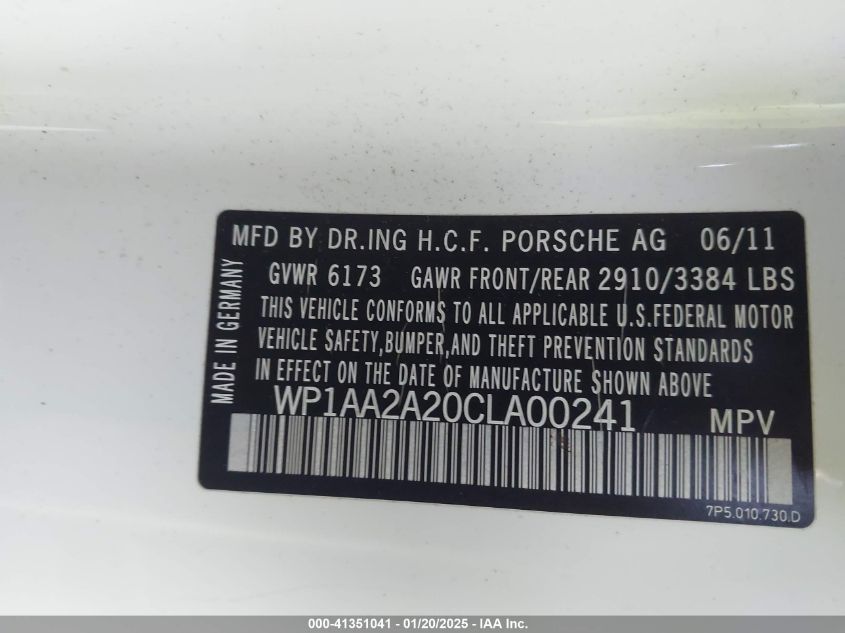 MFD BY DR.ING H.C.F. PORSCHE AG 06/11
GVWR 6173 GAWR FRONT/REAR 2910/3384 LBS
THIS VEHICLE CONFORMS TO ALL APPLICABLE U.S.FEDERAL MOTOR
VEHICLE SAFETY,BUMPER,AND THEFT PREVENTION STANDARDS
IN EFFECT ON THE DATE OF MANUFACTURE SHOWN ABOVE
MADE IN GERMANY
WP1AA2A20CLA00241 MPV
7P5.010.730.D
000-41351041 - 01/20/2025 - IAA Inc.